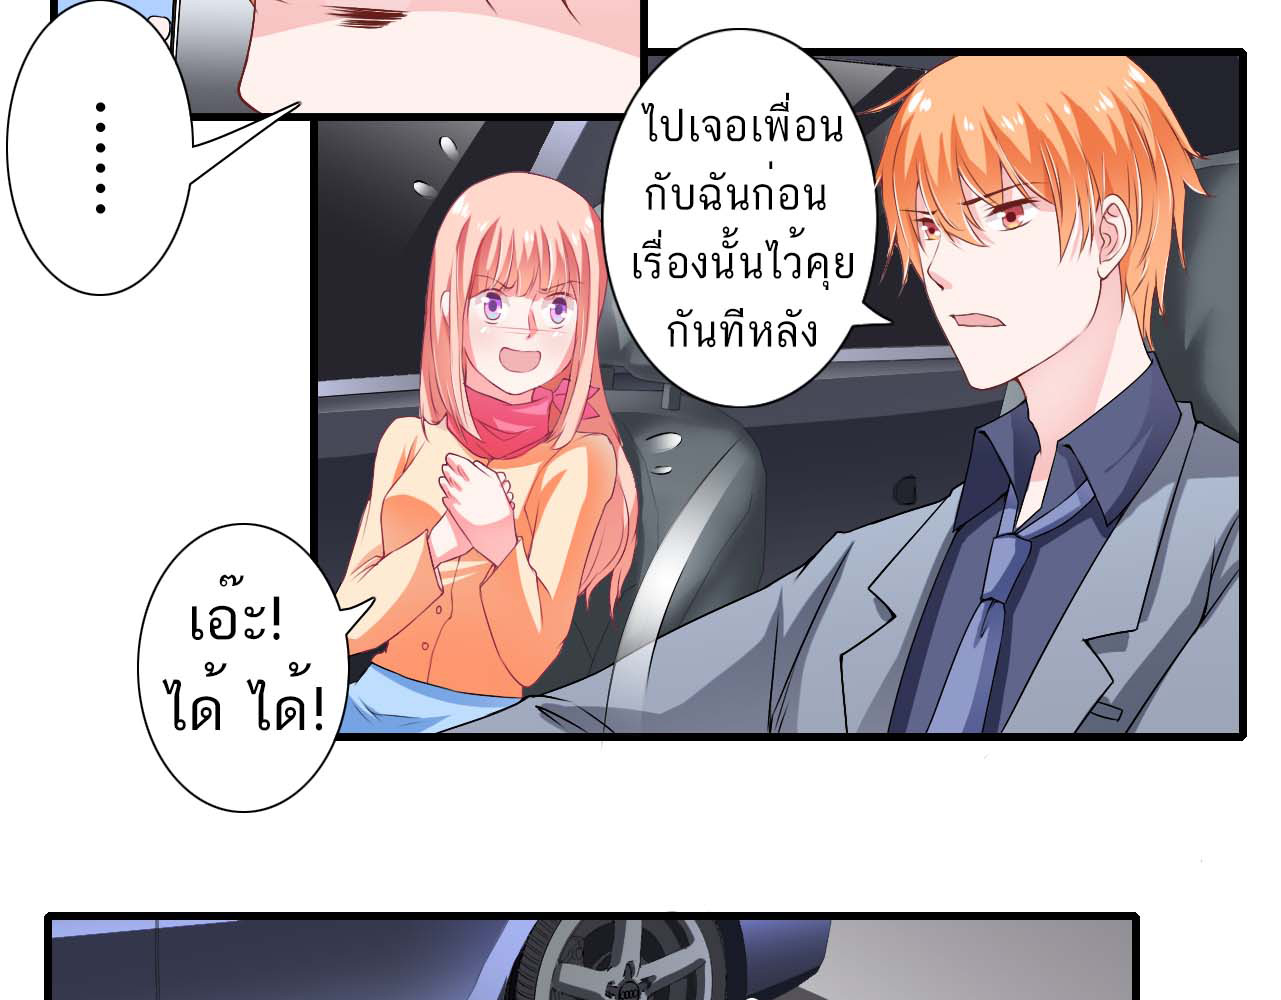 ......
ไปเจอเพื่อน
กับฉันก่อน
เรื่องนั้นไว้คุย
กันทีหลัง
เอ๊ะ!
ได้ ได้!